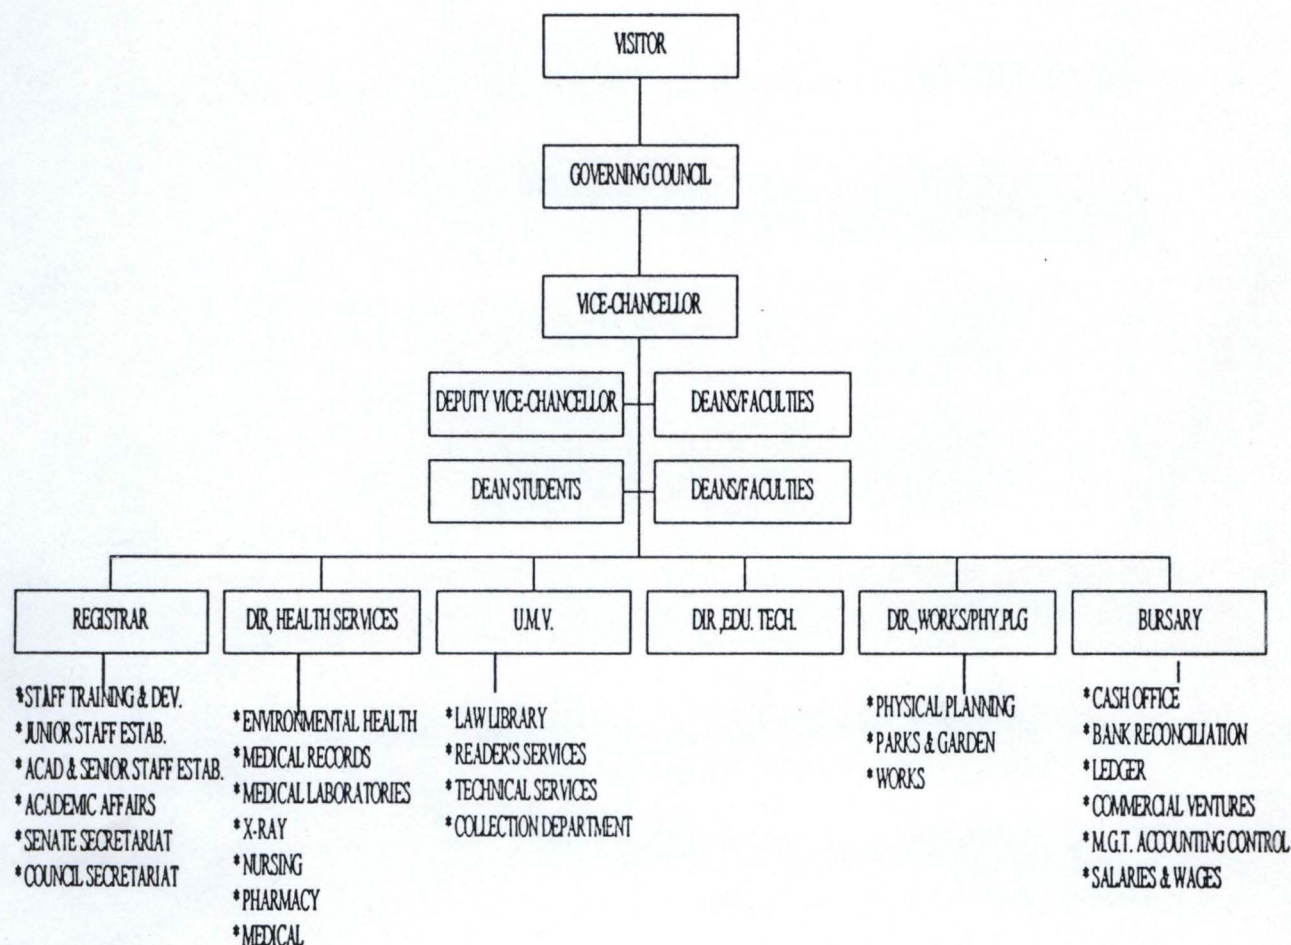 VISITOR
GOVERNING COUNCIL
VICE-CHANCELLOR
DEPUTY VICE-CHANCELLOR
DEANS/FACULTIES
DEAN STUDENTS
DEANS/FACULTIES
REGISTRAR
* STAFF TRAINING & DEV.
* JUNIOR STAFF ESTAB.
* ACAD & SENIOR STAFF ESTAB.
* ACADEMIC AFFAIRS
* SENATE SECRETARIAT
* COUNCIL SECRETARIAT
DIR, HEALTH SERVICES
* ENVIRONMENTAL HEALTH
* MEDICAL RECORDS
* MEDICAL LABORATORIES
* X-RAY
* NURSING
* PHARMACY
* MEDICAL
U.M.V.
* LAW LIBRARY
* READER'S SERVICES
* TECHNICAL SERVICES
* COLLECTION DEPARTMENT
DIR ,EDU. TECH.
DIR.,WORKS/PHY.PLG
* PHYSICAL PLANNING
* PARKS & GARDEN
* WORKS
BURSARY
* CASH OFFICE
* BANK RECONCILIATION
* LEDGER
* COMMERCIAL VENTURES
* M.G.T. ACCOUNTING CONTROL
* SALARIES & WAGES